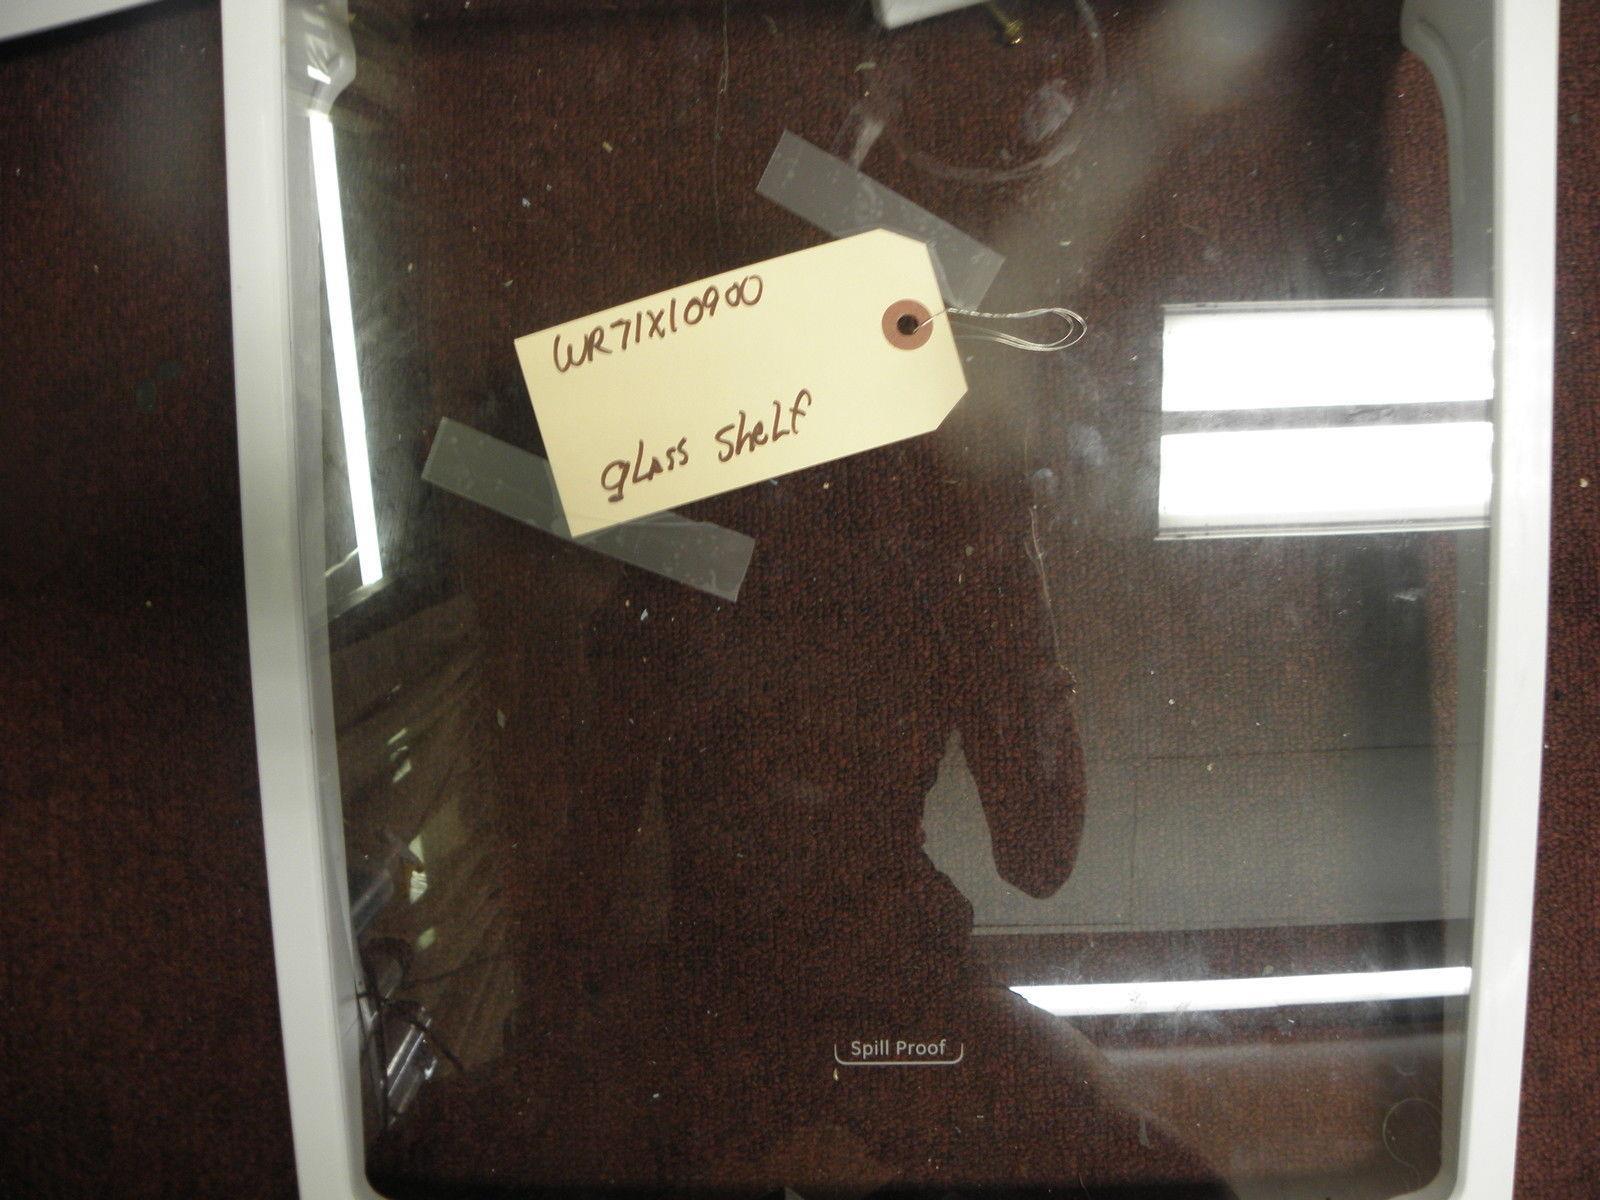 WR71X10900
glass shelf
Spill Proof